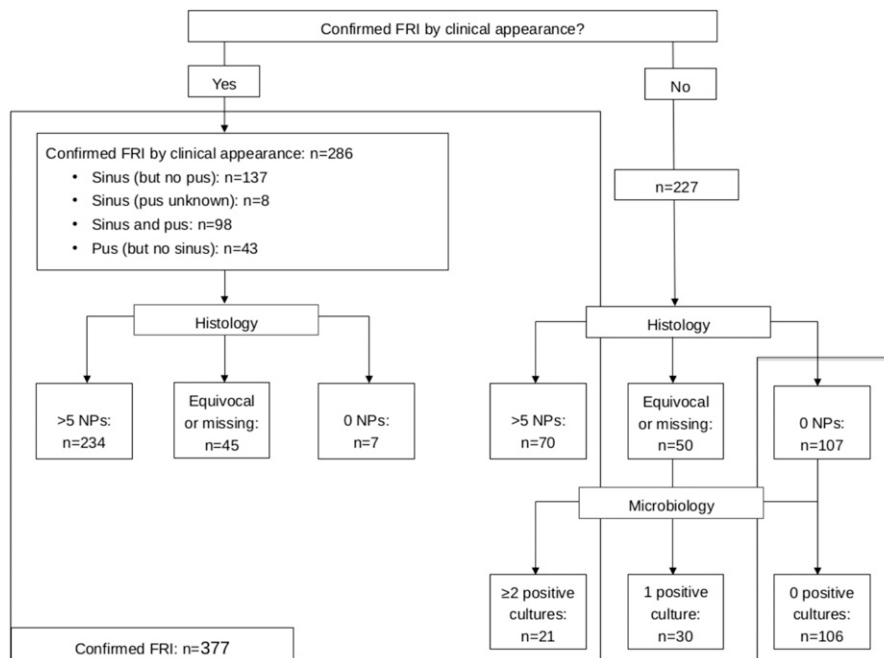 Confirmed FRI by clinical appearance?
Yes
No
Confirmed FRI by clinical appearance: n=286
• Sinus (but no pus): n=137
• Sinus (pus unknown): n=8
• Sinus and pus: n=98
• Pus (but no sinus): n=43
n=227
Histology
Histology
>5 NPs:
n=234
Equivocal
or missing:
n=45
0 NPs:
n=7
>5 NPs:
n=70
Equivocal
or missing:
n=50
0 NPs:
n=107
Microbiology
≥2 positive
cultures:
n=21
1 positive
culture:
n=30
0 positive
cultures:
n=106
Confirmed FRI: n=377